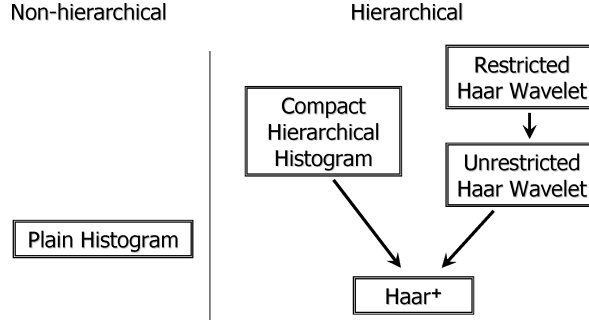 Non-hierarchical
Hierarchical
Restricted
Haar Wavelet
Compact
Hierarchical
Histogram
Unrestricted
Haar Wavelet
Plain Histogram
Haar⁺